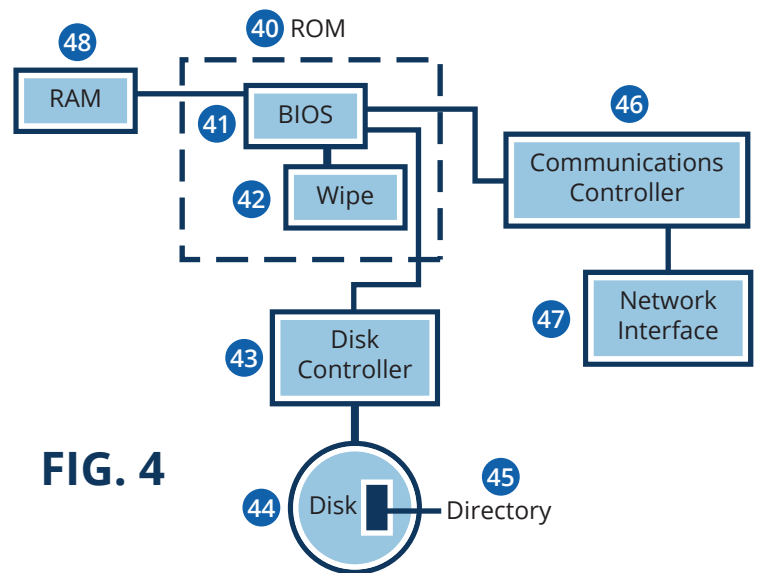 40 ROM
48
RAM
41
BIOS
46
Communications
Controller
42
Wipe
47
Network
Interface
43
Disk
Controller
FIG. 4
44
Disk
45
Directory